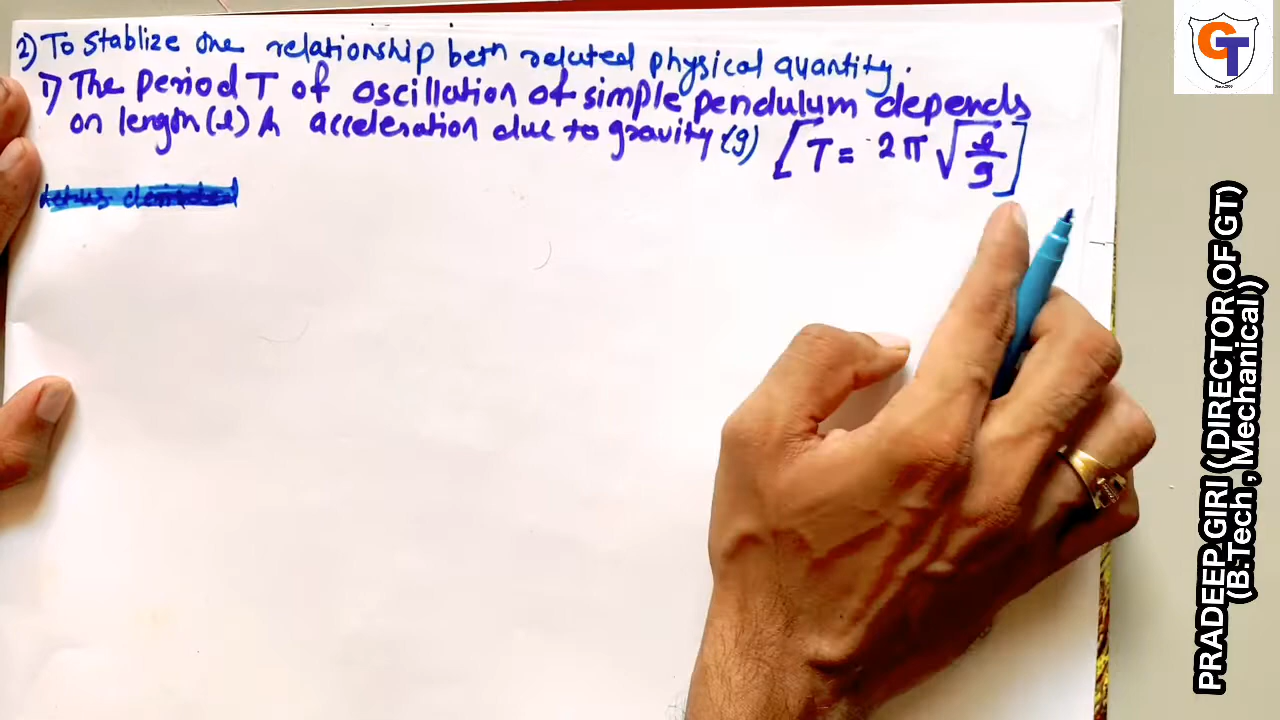 2) To stablize the relationship betn related physical quantity.
1) The period T of oscillation of simple pendulum depends
on length (l) & acceleration due to gravity (g) [T = 2π √l/g]
GT
PRADEEP GIRI ( DIRECTOR OF GT)
(B.Tech , Mechanical )